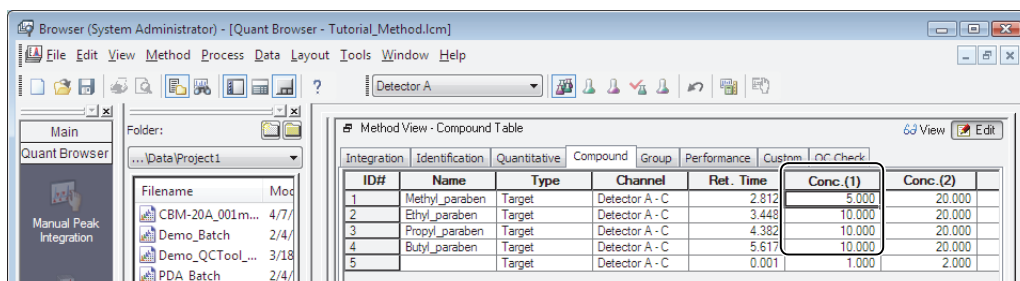 Browser (System Administrator) - [Quant Browser - Tutorial_Method.lcm]
File Edit View Method Process Data Layout Tools Window Help
? Detector A
Main
Quant Browser
Manual Peak
Integration
Folder:
...\Data\Project1
Filename Mod
CBM-20A_001m... 4/7/
Demo_Batch 2/4/
Demo_QCTool_... 3/18
PDA Batch 2/4/
Method View - Compound Table View Edit
Integration Identification Quantitative Compound Group Performance Custom QC Check
ID# Name Type Channel Ret. Time Conc.(1) Conc.(2)
1 Methyl_paraben Target Detector A - C 2.812 5.000 20.000
2 Ethyl_paraben Target Detector A - C 3.448 10.000 20.000
3 Propyl_paraben Target Detector A - C 4.382 10.000 20.000
4 Butyl_paraben Target Detector A - C 5.617 10.000 20.000
5 Target Detector A - C 0.001 1.000 2.000